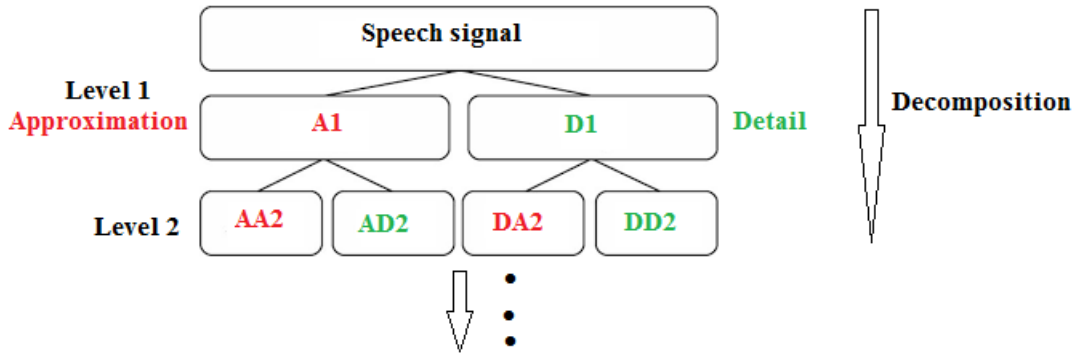 Speech signal
Level 1
Approximation
A1
D1
Detail
Decomposition
Level 2
AA2
AD2
DA2
DD2